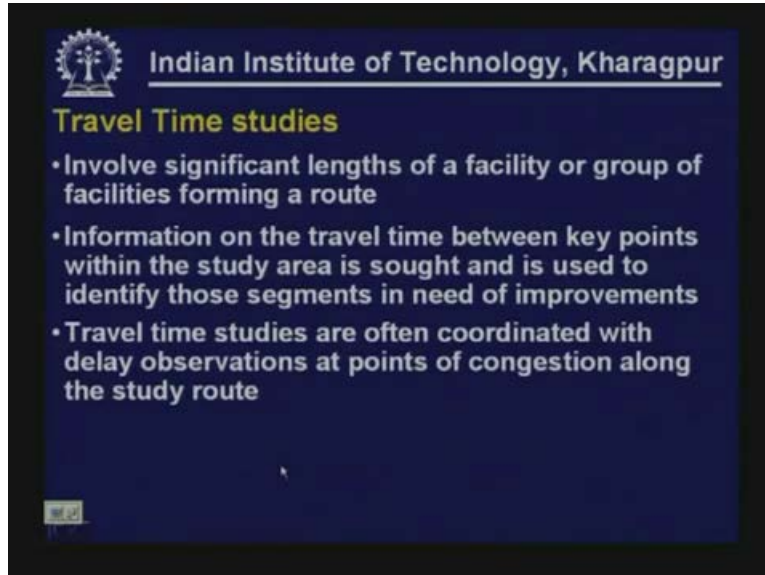 Indian Institute of Technology, Kharagpur
Travel Time studies
•Involve significant lengths of a facility or group of
facilities forming a route
•Information on the travel time between key points
within the study area is sought and is used to
identify those segments in need of improvements
•Travel time studies are often coordinated with
delay observations at points of congestion along
the study route